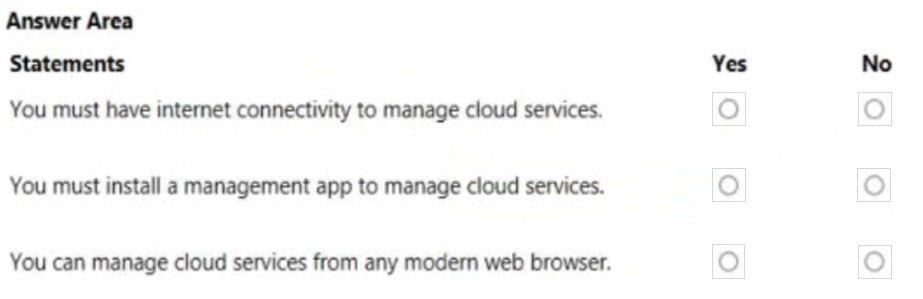 Answer Area
Statements Yes No
You must have internet connectivity to manage cloud services.
You must install a management app to manage cloud services.
You can manage cloud services from any modern web browser.